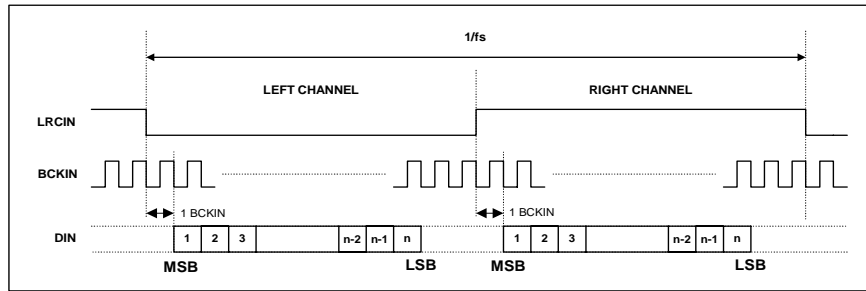 1/fs
LEFT CHANNEL RIGHT CHANNEL
LRCIN
BCKIN
1 BCKIN 1 BCKIN
DIN 1 2 3 n-2 n-1 n 1 2 3 n-2 n-1 n
MSB LSB MSB LSB